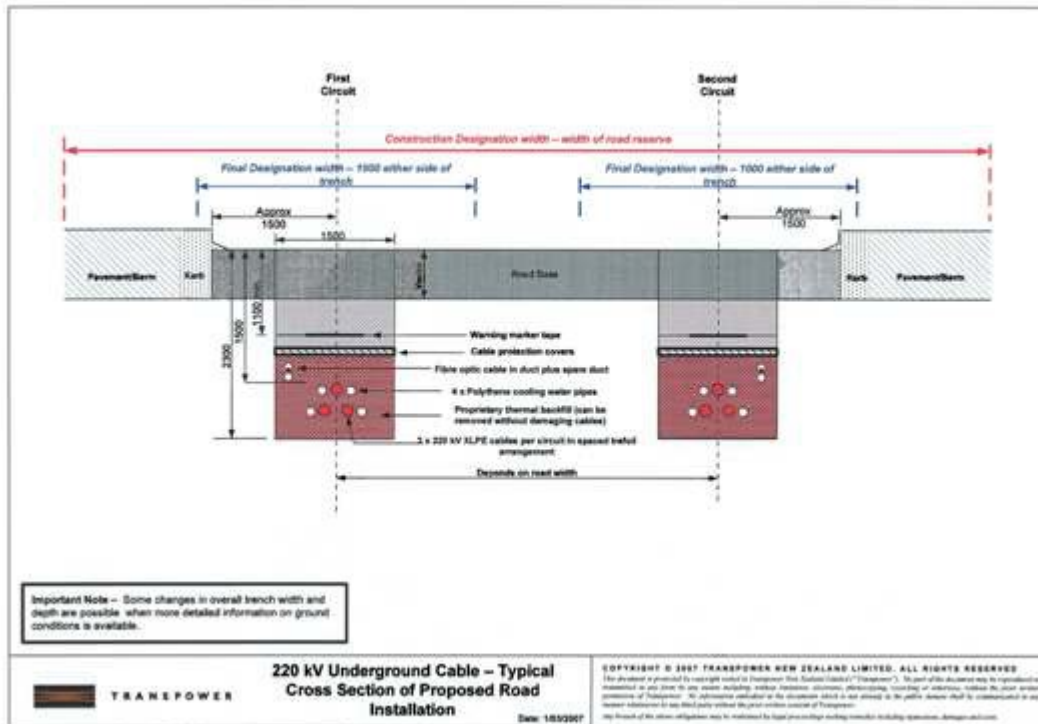 First
Circuit
Second
Circuit
Construction Designation width – width of road reserve
Final Designation width – 1000 either side of
trench
Final Designation width – 1000 either side of
trench
Approx
1500
1500
Approx
1500
Pavement/Berm
Kerb
Road Base
Kerb
Pavement/Berm
1100
1500
2300
Warning marker tape
Cable protection covers
Fibre optic cable in duct plus spare duct
4 x Polythene cooling water pipes
Proprietary thermal backfill (can be
removed without damaging cables)
3 x 220 kV XLPE cables per circuit in spaced trefoil
arrangement
Depends on road width
Important Note – Some changes in overall trench width and
depth are possible when more detailed information on ground
conditions is available.
TRANSPOWER
220 kV Underground Cable – Typical
Cross Section of Proposed Road
Installation
Date: 1/03/2007
COPYRIGHT © 2007 TRANSPOWER NEW ZEALAND LIMITED. ALL RIGHTS RESERVED